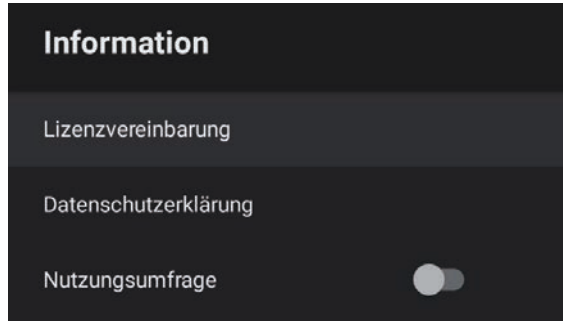 Information
Lizenzvereinbarung
Datenschutzerklärung
Nutzungsumfrage